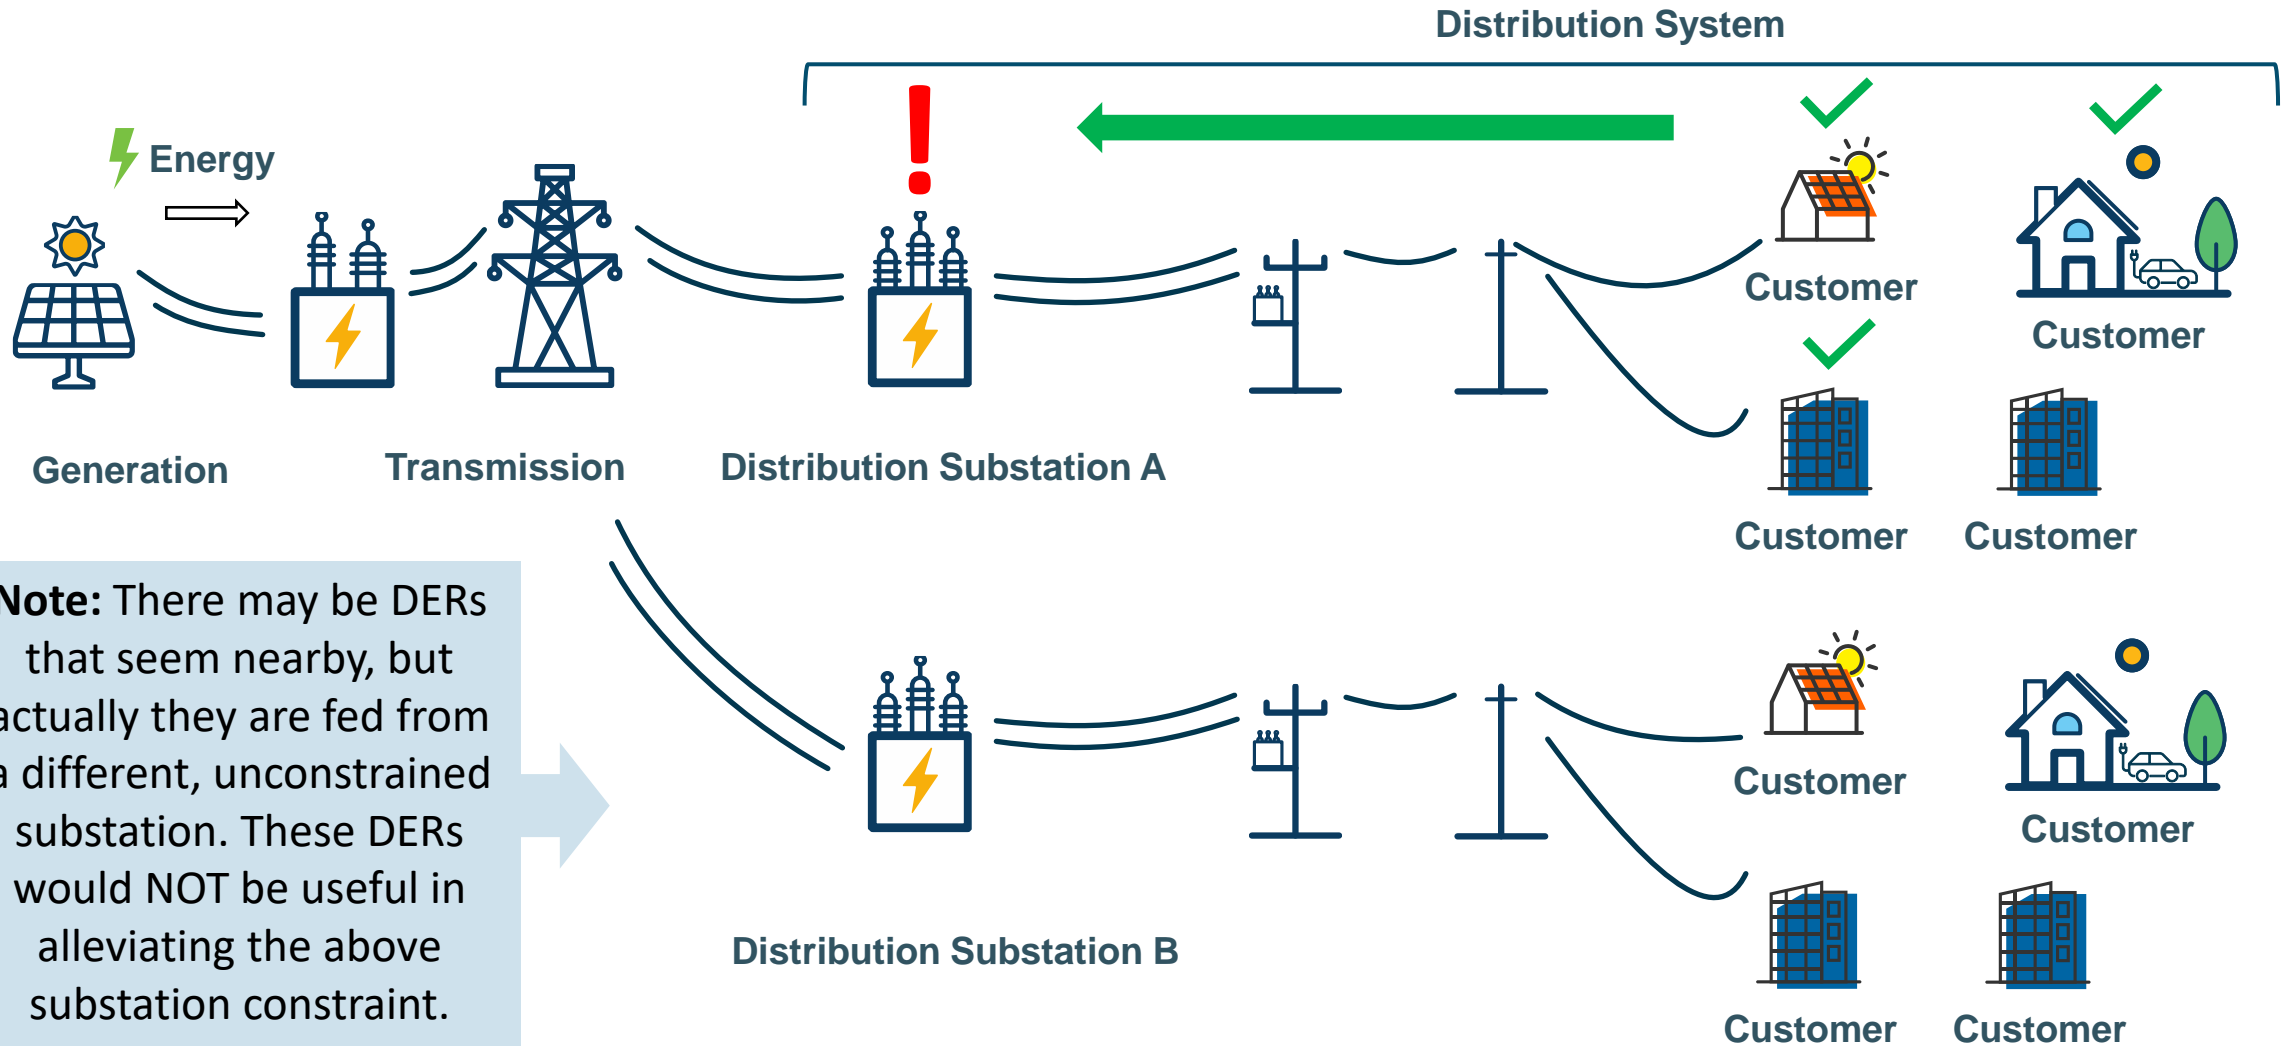 Distribution System
Energy
Customer
Customer
Generation
Transmission
Distribution Substation A
Customer
Customer
Note: There may be DERs
that seem nearby, but
actually they are fed from
a different, unconstrained
substation. These DERs
would NOT be useful in
alleviating the above
substation constraint.
Customer
Customer
Distribution Substation B
Customer
Customer